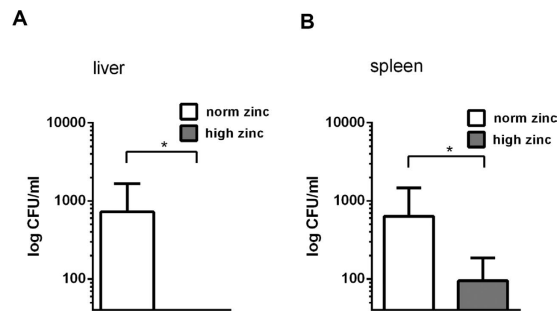 A
liver
norm zinc
high zinc
10000
*
1000
100
log CFU/ml
B
spleen
norm zinc
high zinc
10000
*
1000
100
log CFU/ml